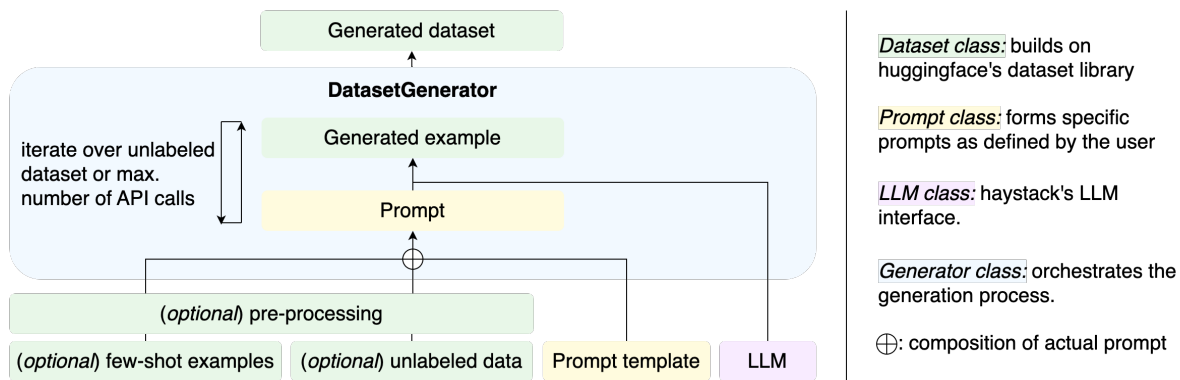 Generated dataset
DatasetGenerator
Generated example
iterate over unlabeled
dataset or max.
number of API calls
Prompt
(optional) pre-processing
(optional) few-shot examples
(optional) unlabeled data
Prompt template
LLM
Dataset class: builds on
huggingface's dataset library
Prompt class: forms specific
prompts as defined by the user
LLM class: haystack's LLM
interface.
Generator class: orchestrates the
generation process.
⊕: composition of actual prompt